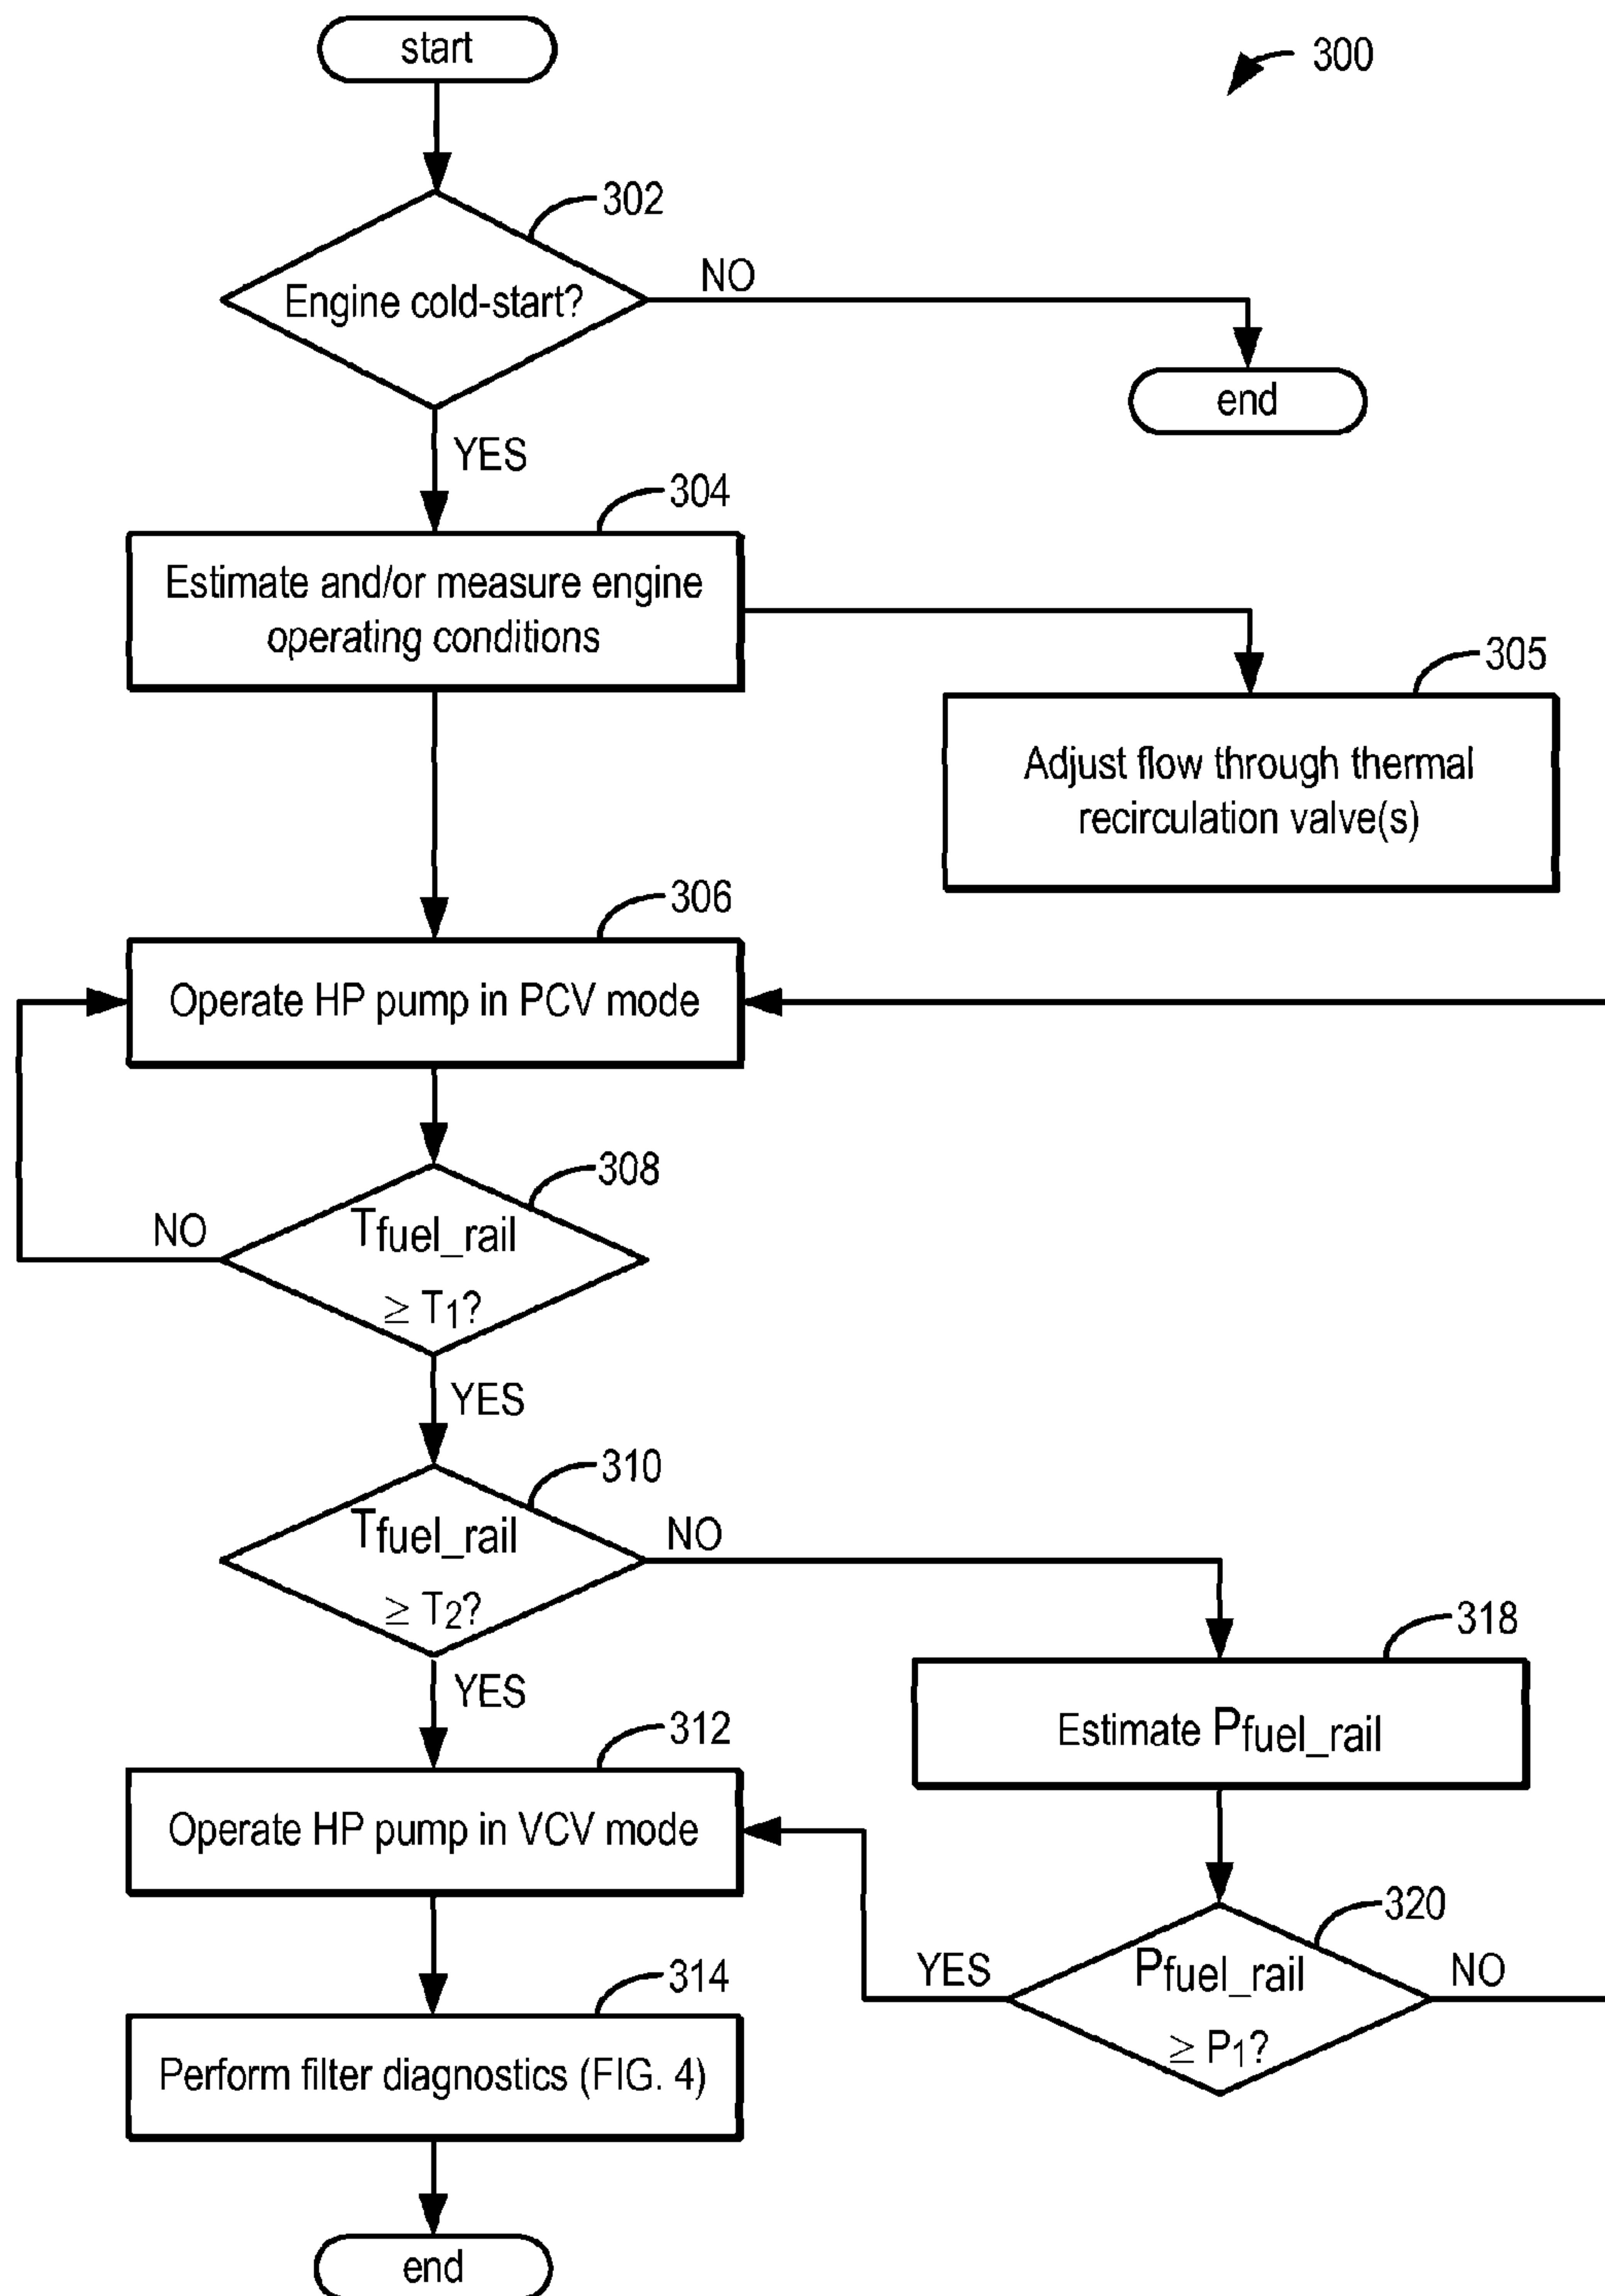 start
300
302
Engine cold-start?
NO
end
YES
304
Estimate and/or measure engine
operating conditions
305
Adjust flow through thermal
recirculation valve(s)
306
Operate HP pump in PCV mode
308
NO
Tfuel_rail
≥ T1?
YES
310
Tfuel_rail
≥ T2?
NO
YES
318
Estimate Pfuel_rail
312
Operate HP pump in VCV mode
320
YES
Pfuel_rail
≥ P1?
NO
314
Perform filter diagnostics (FIG. 4)
end